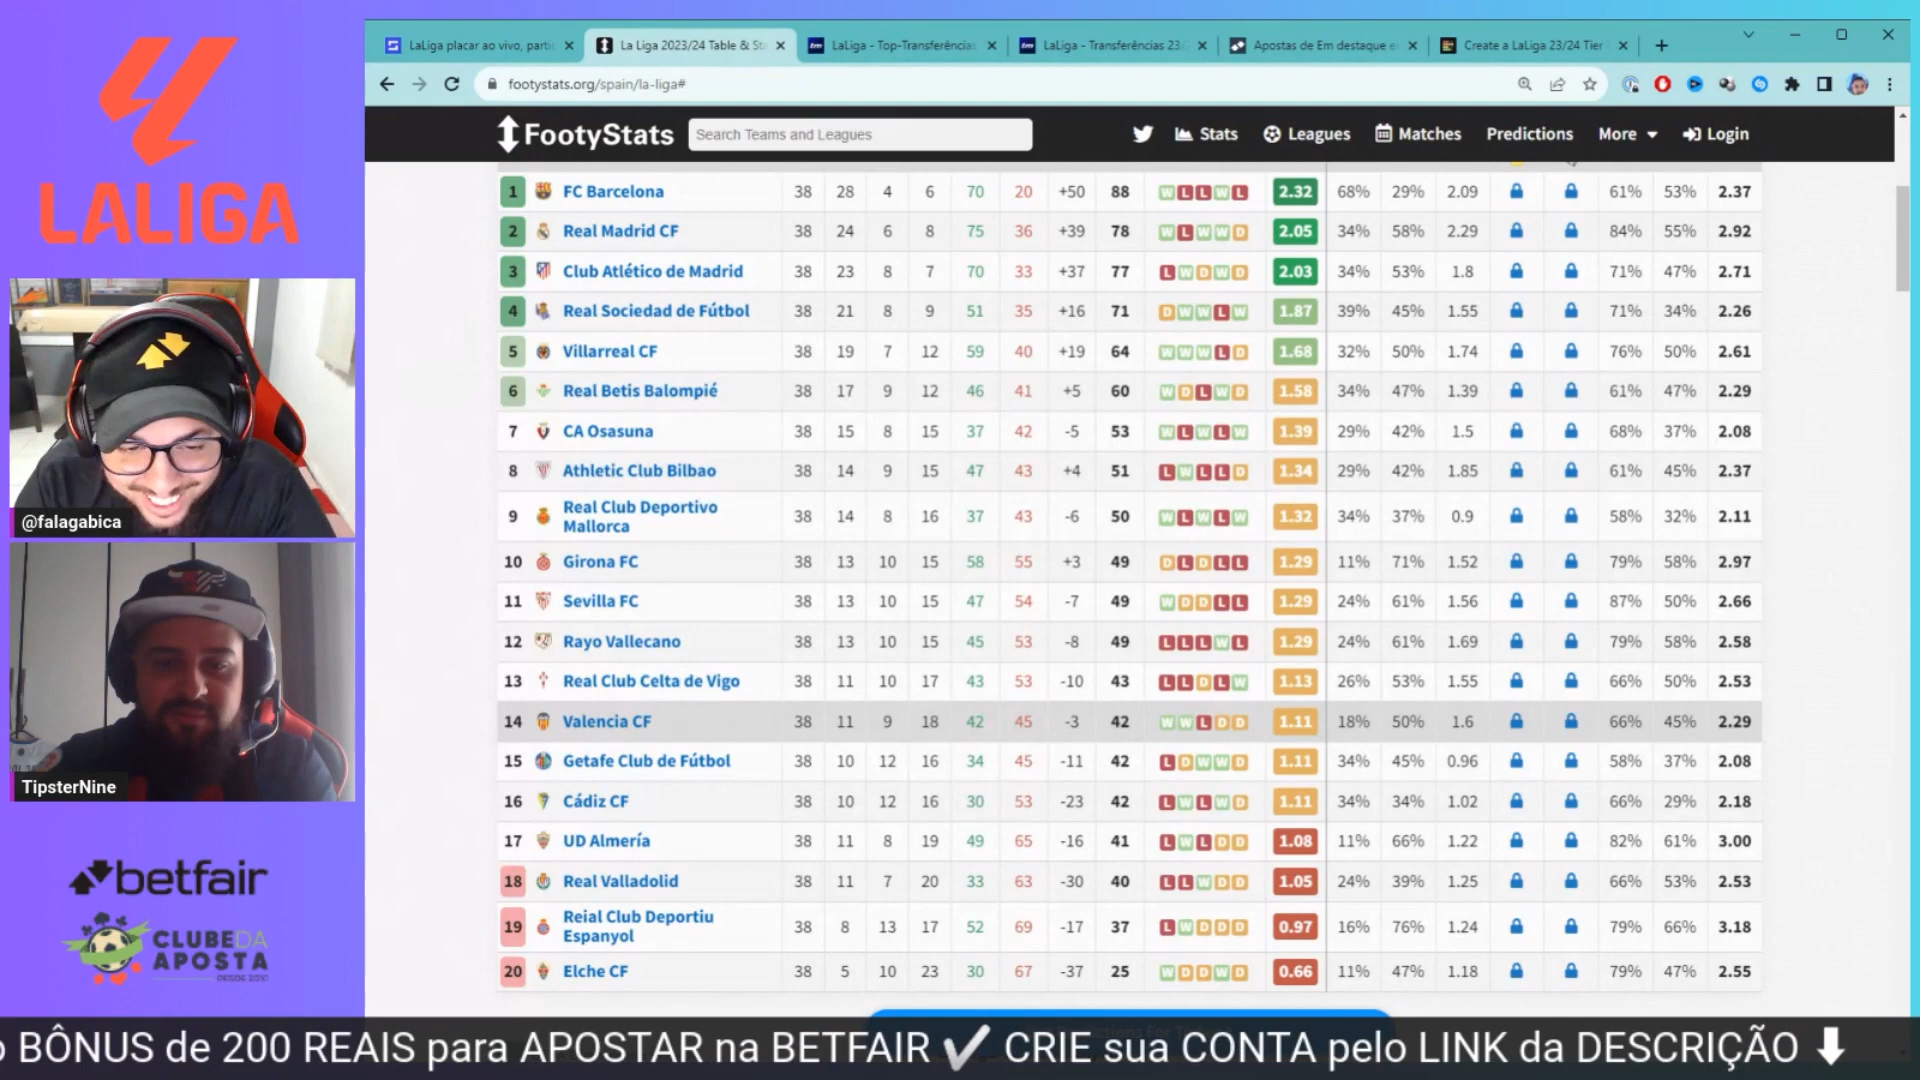 LALIGA
@falagabica
TipsterNine
betfair
CLUBE DA
APOSTA
DESDE 2010
LaLiga placar ao vivo, parti
La Liga 2023/24 Table & Sta
LaLiga - Top-Transferências
LaLiga - Transferências 23/2
Apostas de Em destaque e
Create a LaLiga 23/24 Tier
footystats.org/spain/la-liga#
FooyStats
Search Teams and Leagues
Stats
Leagues
Matches
Predictions
More
Login
1 FC Barcelona 38 28 4 6 70 20 +50 88 W L L W L 2.32 68% 29% 2.09 61% 53% 2.37
2 Real Madrid CF 38 24 6 8 75 36 +39 78 W L W W D 2.05 34% 58% 2.29 84% 55% 2.92
3 Club Atlético de Madrid 38 23 8 7 70 33 +37 77 L W D W D 2.03 34% 53% 1.8 71% 47% 2.71
4 Real Sociedad de Fútbol 38 21 8 9 51 35 +16 71 D W W L W 1.87 39% 45% 1.55 71% 34% 2.26
5 Villarreal CF 38 19 7 12 59 40 +19 64 W W W L D 1.68 32% 50% 1.74 76% 50% 2.61
6 Real Betis Balompié 38 17 9 12 46 41 +5 60 W D L W D 1.58 34% 47% 1.39 61% 47% 2.29
7 CA Osasuna 38 15 8 15 37 42 -5 53 W L W L W 1.39 29% 42% 1.5 68% 37% 2.08
8 Athletic Club Bilbao 38 14 9 15 47 43 +4 51 L W L L D 1.34 29% 42% 1.85 61% 45% 2.37
9 Real Club Deportivo
Mallorca 38 14 8 16 37 43 -6 50 W L W L W 1.32 34% 37% 0.9 58% 32% 2.11
10 Girona FC 38 13 10 15 58 55 +3 49 D L D L L 1.29 11% 71% 1.52 79% 58% 2.97
11 Sevilla FC 38 13 10 15 47 54 -7 49 W D D L L 1.29 24% 61% 1.56 87% 50% 2.66
12 Rayo Vallecano 38 13 10 15 45 53 -8 49 L L L W L 1.29 24% 61% 1.69 79% 58% 2.58
13 Real Club Celta de Vigo 38 11 10 17 43 53 -10 43 L L D L W 1.13 26% 53% 1.55 66% 50% 2.53
14 Valencia CF 38 11 9 18 42 45 -3 42 W W L D D 1.11 18% 50% 1.6 66% 45% 2.29
15 Getafe Club de Fútbol 38 10 12 16 34 45 -11 42 L D W W D 1.11 34% 45% 0.96 58% 37% 2.08
16 Cádiz CF 38 10 12 16 30 53 -23 42 L W L W D 1.11 34% 34% 1.02 66% 29% 2.18
17 UD Almería 38 11 8 19 49 65 -16 41 L W L D D 1.08 11% 66% 1.22 82% 61% 3.00
18 Real Valladolid 38 11 7 20 33 63 -30 40 L L W D D 1.05 24% 39% 1.25 66% 53% 2.53
19 Reial Club Deportiu
Espanyol 38 8 13 17 52 69 -17 37 L W D D D 0.97 16% 76% 1.24 79% 66% 3.18
20 Elche CF 38 5 10 23 30 67 -37 25 W D D W D 0.66 11% 47% 1.18 79% 47% 2.55
o BÔNUS de 200 REAIS para APOSTAR na BETFAIR ✔ CRIE sua CONTA pelo LINK da DESCRIÇÃO ⬇